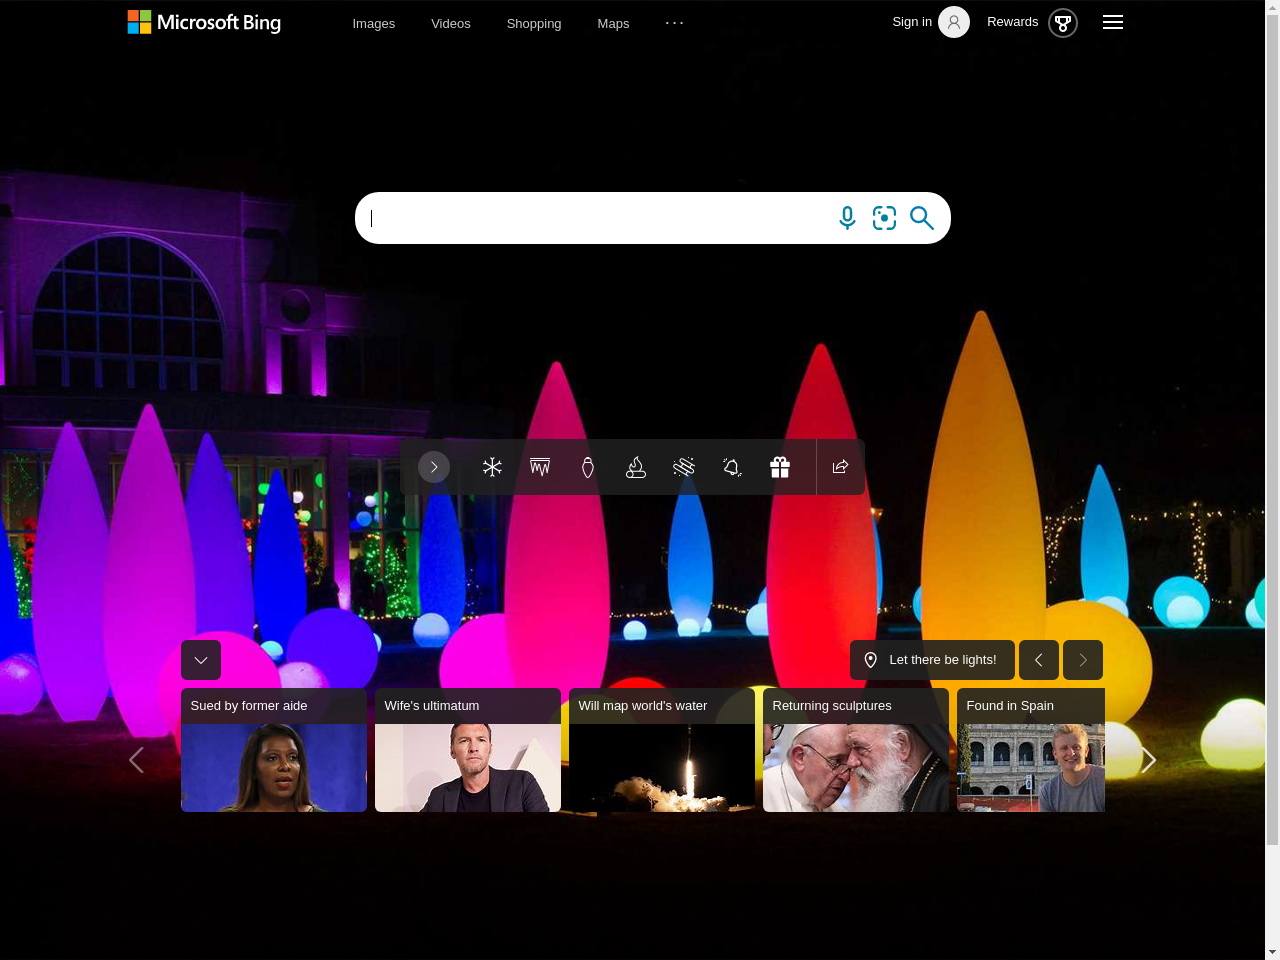 Microsoft Bing
Images
Videos
Shopping
Maps
Sign in
Rewards
Let there be lights!
Sued by former aide
Wife's ultimatum
Will map world's water
Returning sculptures
Found in Spain